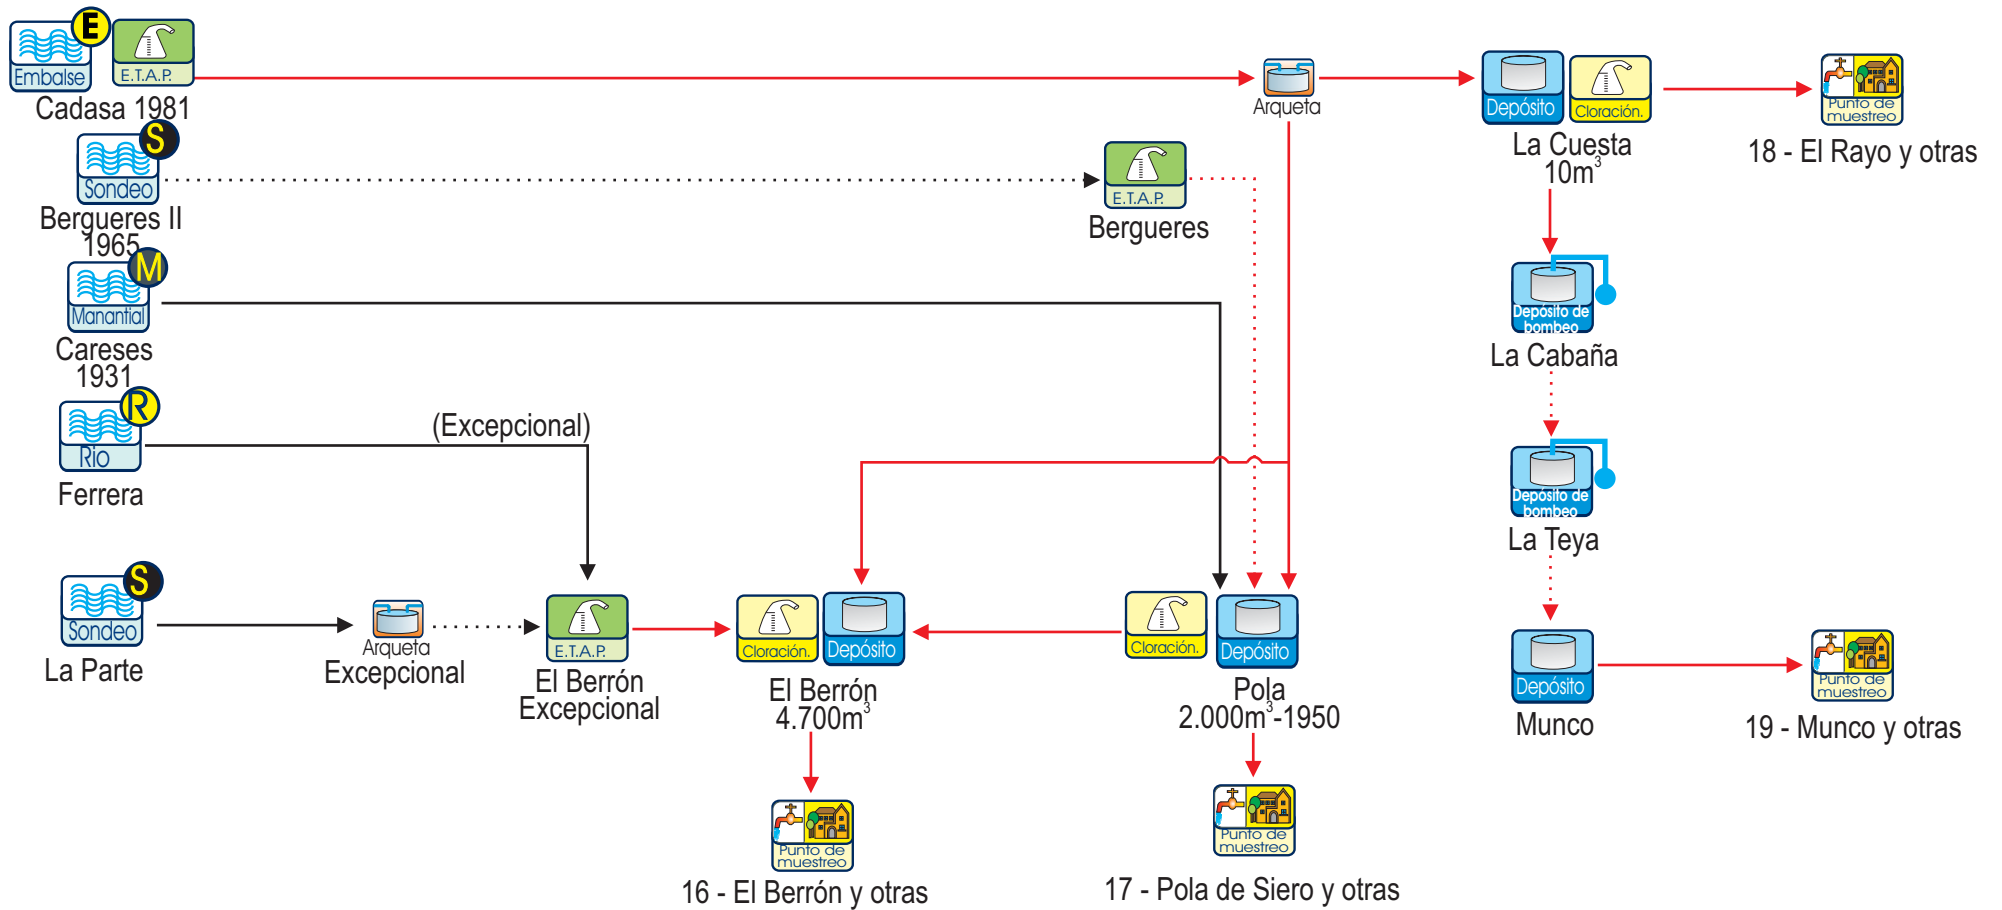 E
Embalse
E.T.A.P.
Cadasa 1981
S
Sondeo
Bergueres II
1965
M
Manantial
Careses
1931
R
Rio
Ferrera
(Excepcional)
S
Sondeo
La Parte
Arqueta
Excepcional
E.T.A.P.
El Berrón
Excepcional
Cloración.
Depósito
El Berrón
4.700m³
Punto de
muestreo
16 - El Berrón y otras
E.T.A.P.
Bergueres
Arqueta
Cloración.
Depósito
Pola
2.000m³-1950
Punto de
muestreo
17 - Pola de Siero y otras
Depósito
Cloración.
La Cuesta
10m³
Punto de
muestreo
18 - El Rayo y otras
Depósito de
bombeo
La Cabaña
Depósito de
bombeo
La Teya
Depósito
Munco
Punto de
muestreo
19 - Munco y otras